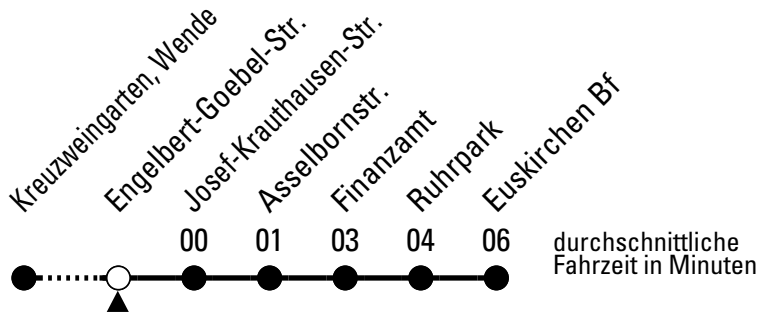 Kreuzweingarten, Wende
Engelbert-Goebel-Str.
Josef-Krauthausen-Str.
Asselbornstr.
Finanzamt
Ruhrpark
Euskirchen Bf
00 01 03 04 06
durchschnittliche
Fahrzeit in Minuten